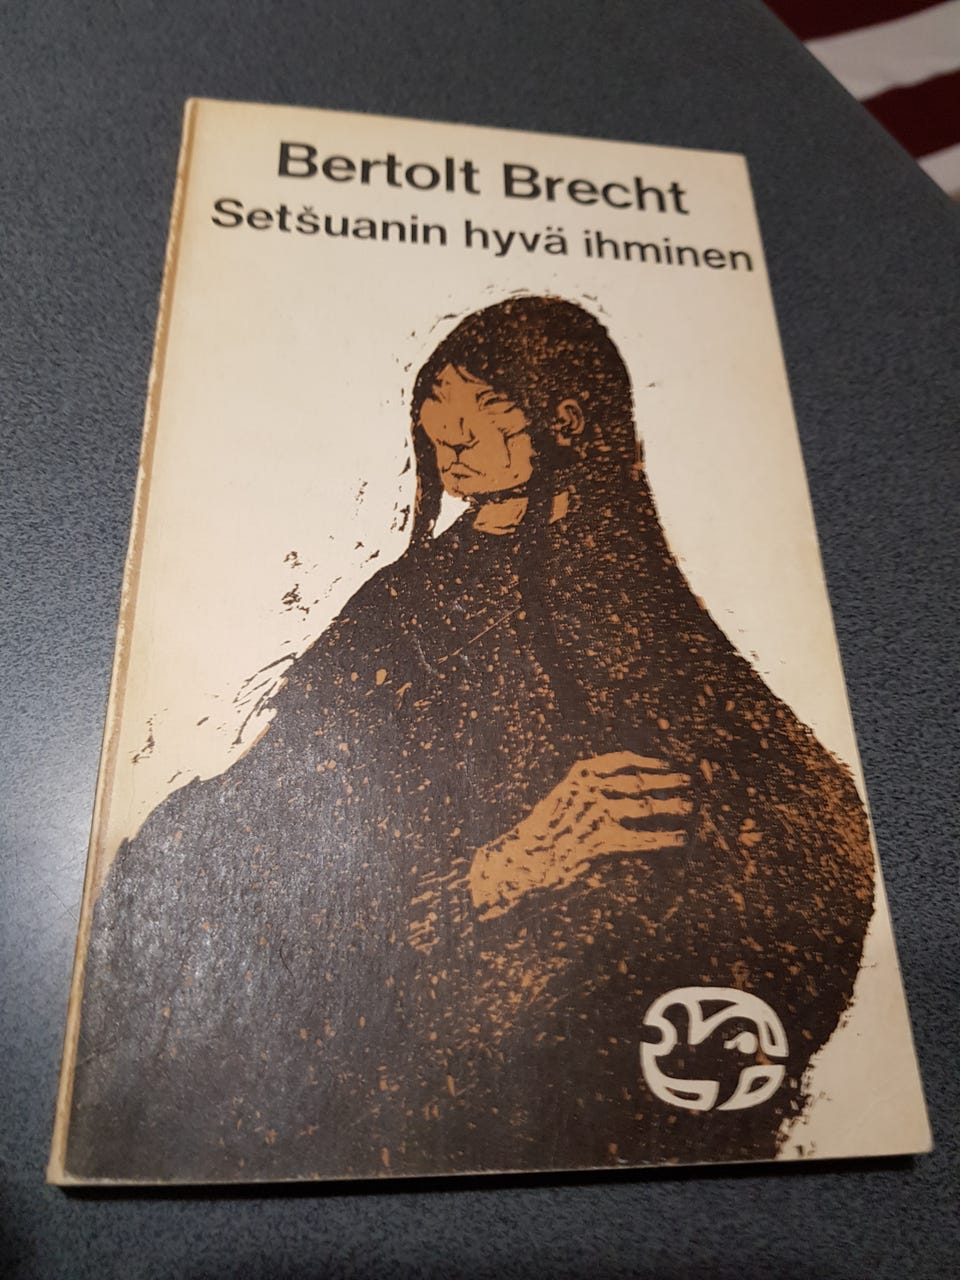 Bertolt Brecht
Setšuanin hyvä ihminen